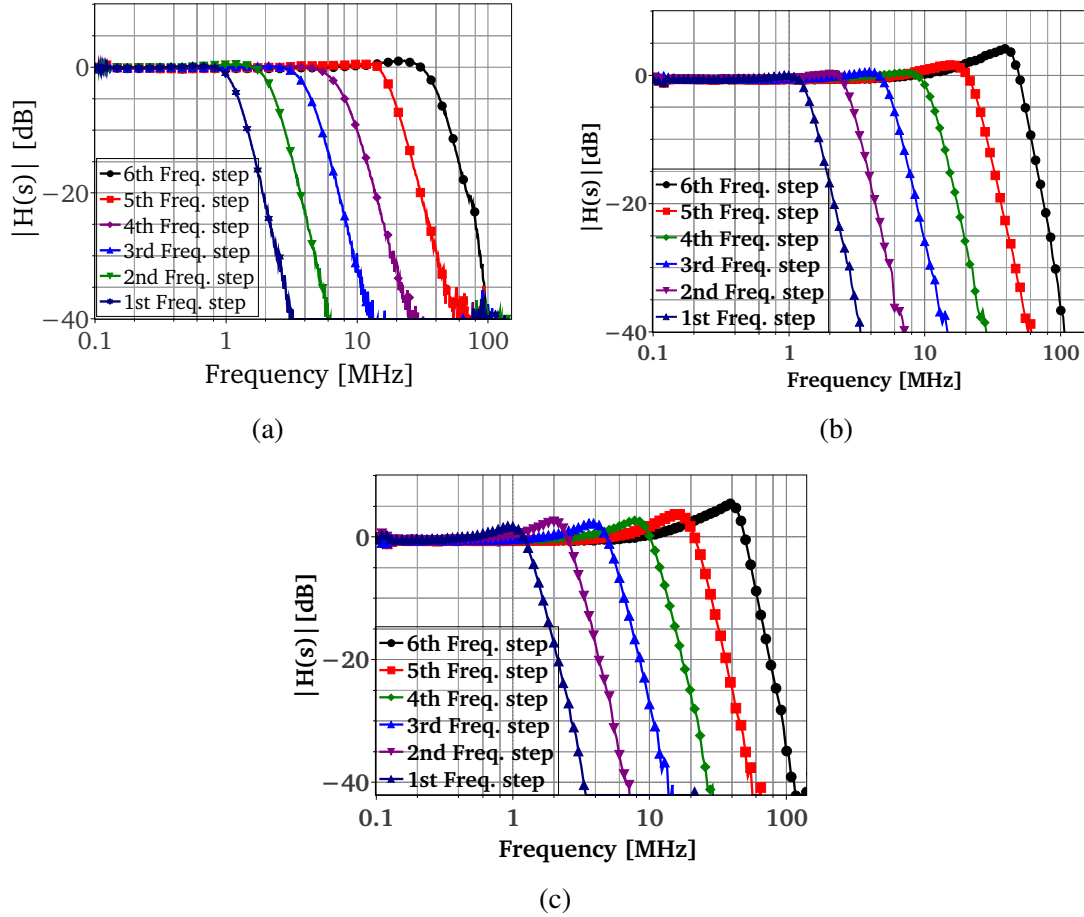 0
−20
−40
|H(s)| [dB]
6th Freq. step
5th Freq. step
4th Freq. step
3rd Freq. step
2nd Freq. step
1st Freq. step
0.1 1 10 100
Frequency [MHz]
(a)
0
−20
−40
|H(s)| [dB]
6th Freq. step
5th Freq. step
4th Freq. step
3rd Freq. step
2nd Freq. step
1st Freq. step
0.1 1 10 100
Frequency [MHz]
(b)
0
−20
−40
|H(s)| [dB]
6th Freq. step
5th Freq. step
4th Freq. step
3rd Freq. step
2nd Freq. step
1st Freq. step
0.1 1 10 100
Frequency [MHz]
(c)